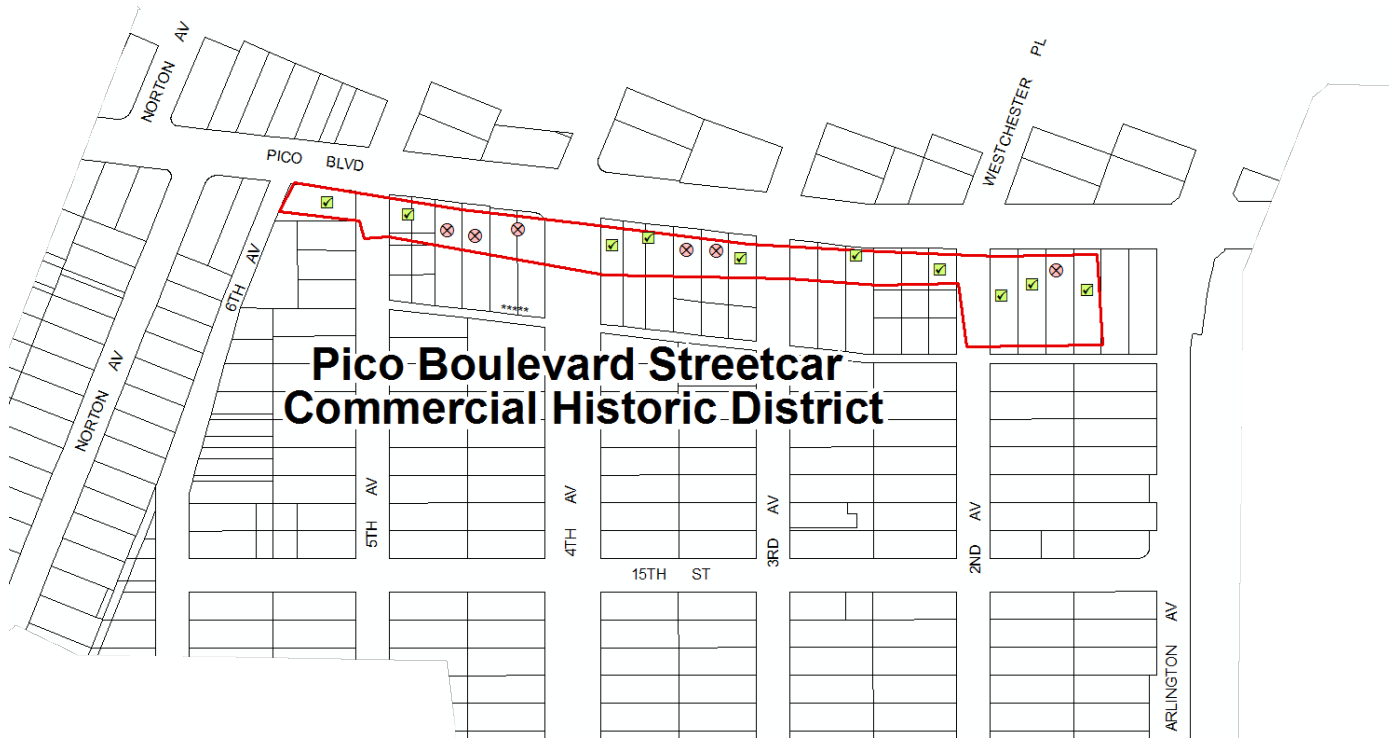 NORTON AV
WESTCHESTER PL
PICO BLVD
6TH AV
*****
Pico Boulevard Streetcar
Commercial Historic District
NORTON AV
5TH AV
4TH AV
3RD AV
2ND AV
15TH ST
ARLINGTON AV